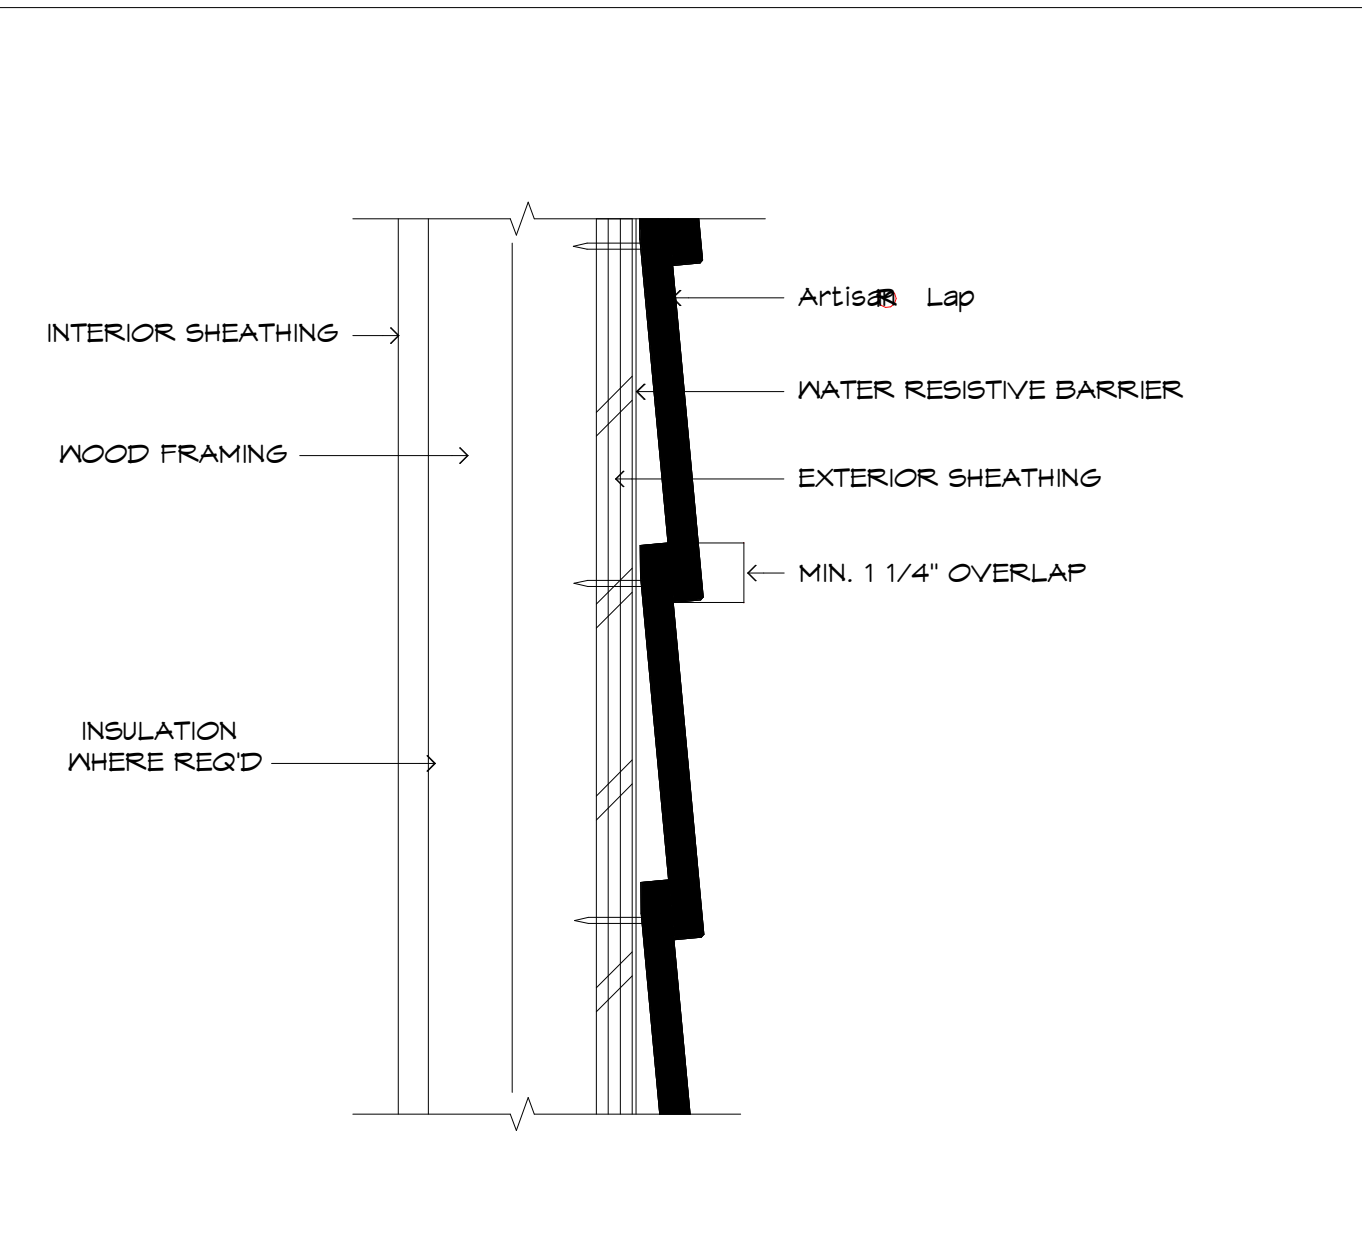 Artisan® Lap
INTERIOR SHEATHING
WATER RESISTIVE BARRIER
WOOD FRAMING
EXTERIOR SHEATHING
MIN. 1 1/4" OVERLAP
INSULATION
WHERE REQ'D